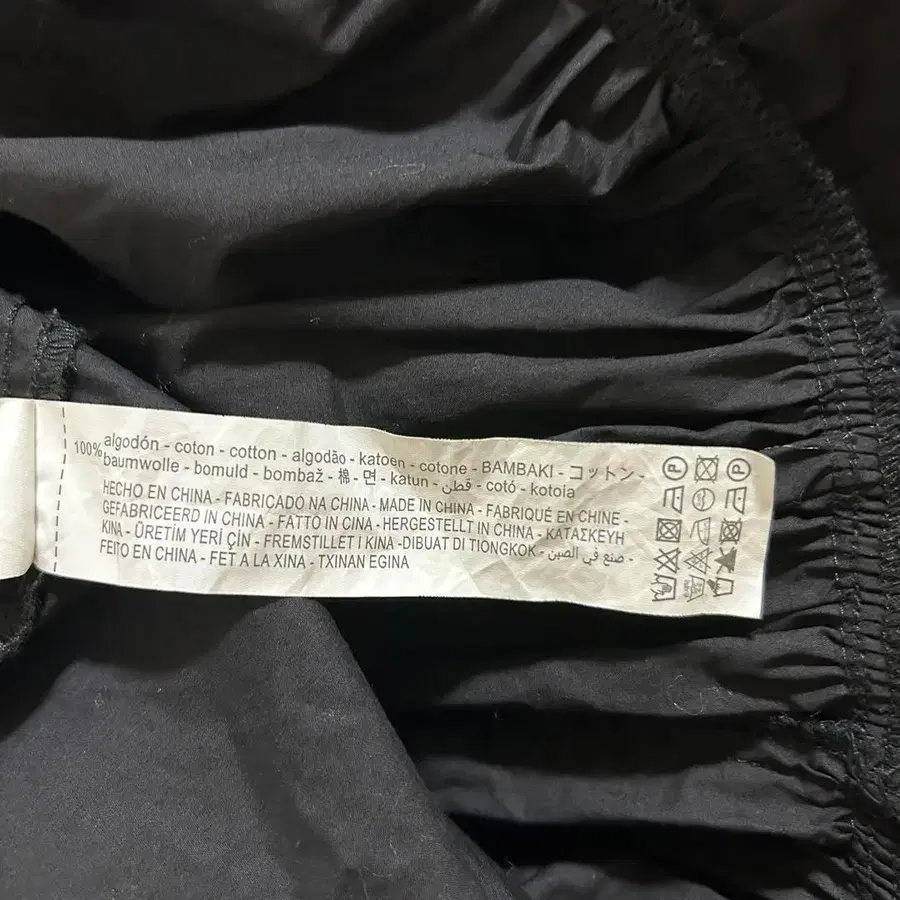 100% algodón - coton - cotton - algodão - katoen - cotone - BAMBAKI - コットン -
baumwolle - bomuld - bombaž - 棉 - 면 - katun - قطن - cotó - kotoia
HECHO EN CHINA - FABRICADO NA CHINA - MADE IN CHINA - FABRIQUÉ EN CHINE -
GEFABRICEERD IN CHINA - FATTO IN CINA - HERGESTELLT IN CHINA - ΚΑΤΑΣΚΕΥΗ
ΚΙΝΑ - ÜRETİM YERİ ÇİN - FREMSTILLET I KINA -DIBUAT DI TIONGKOK - صنع في الصين -
FEITO EN CHINA - FET A LA XINA - TXINAN EGINA
P P